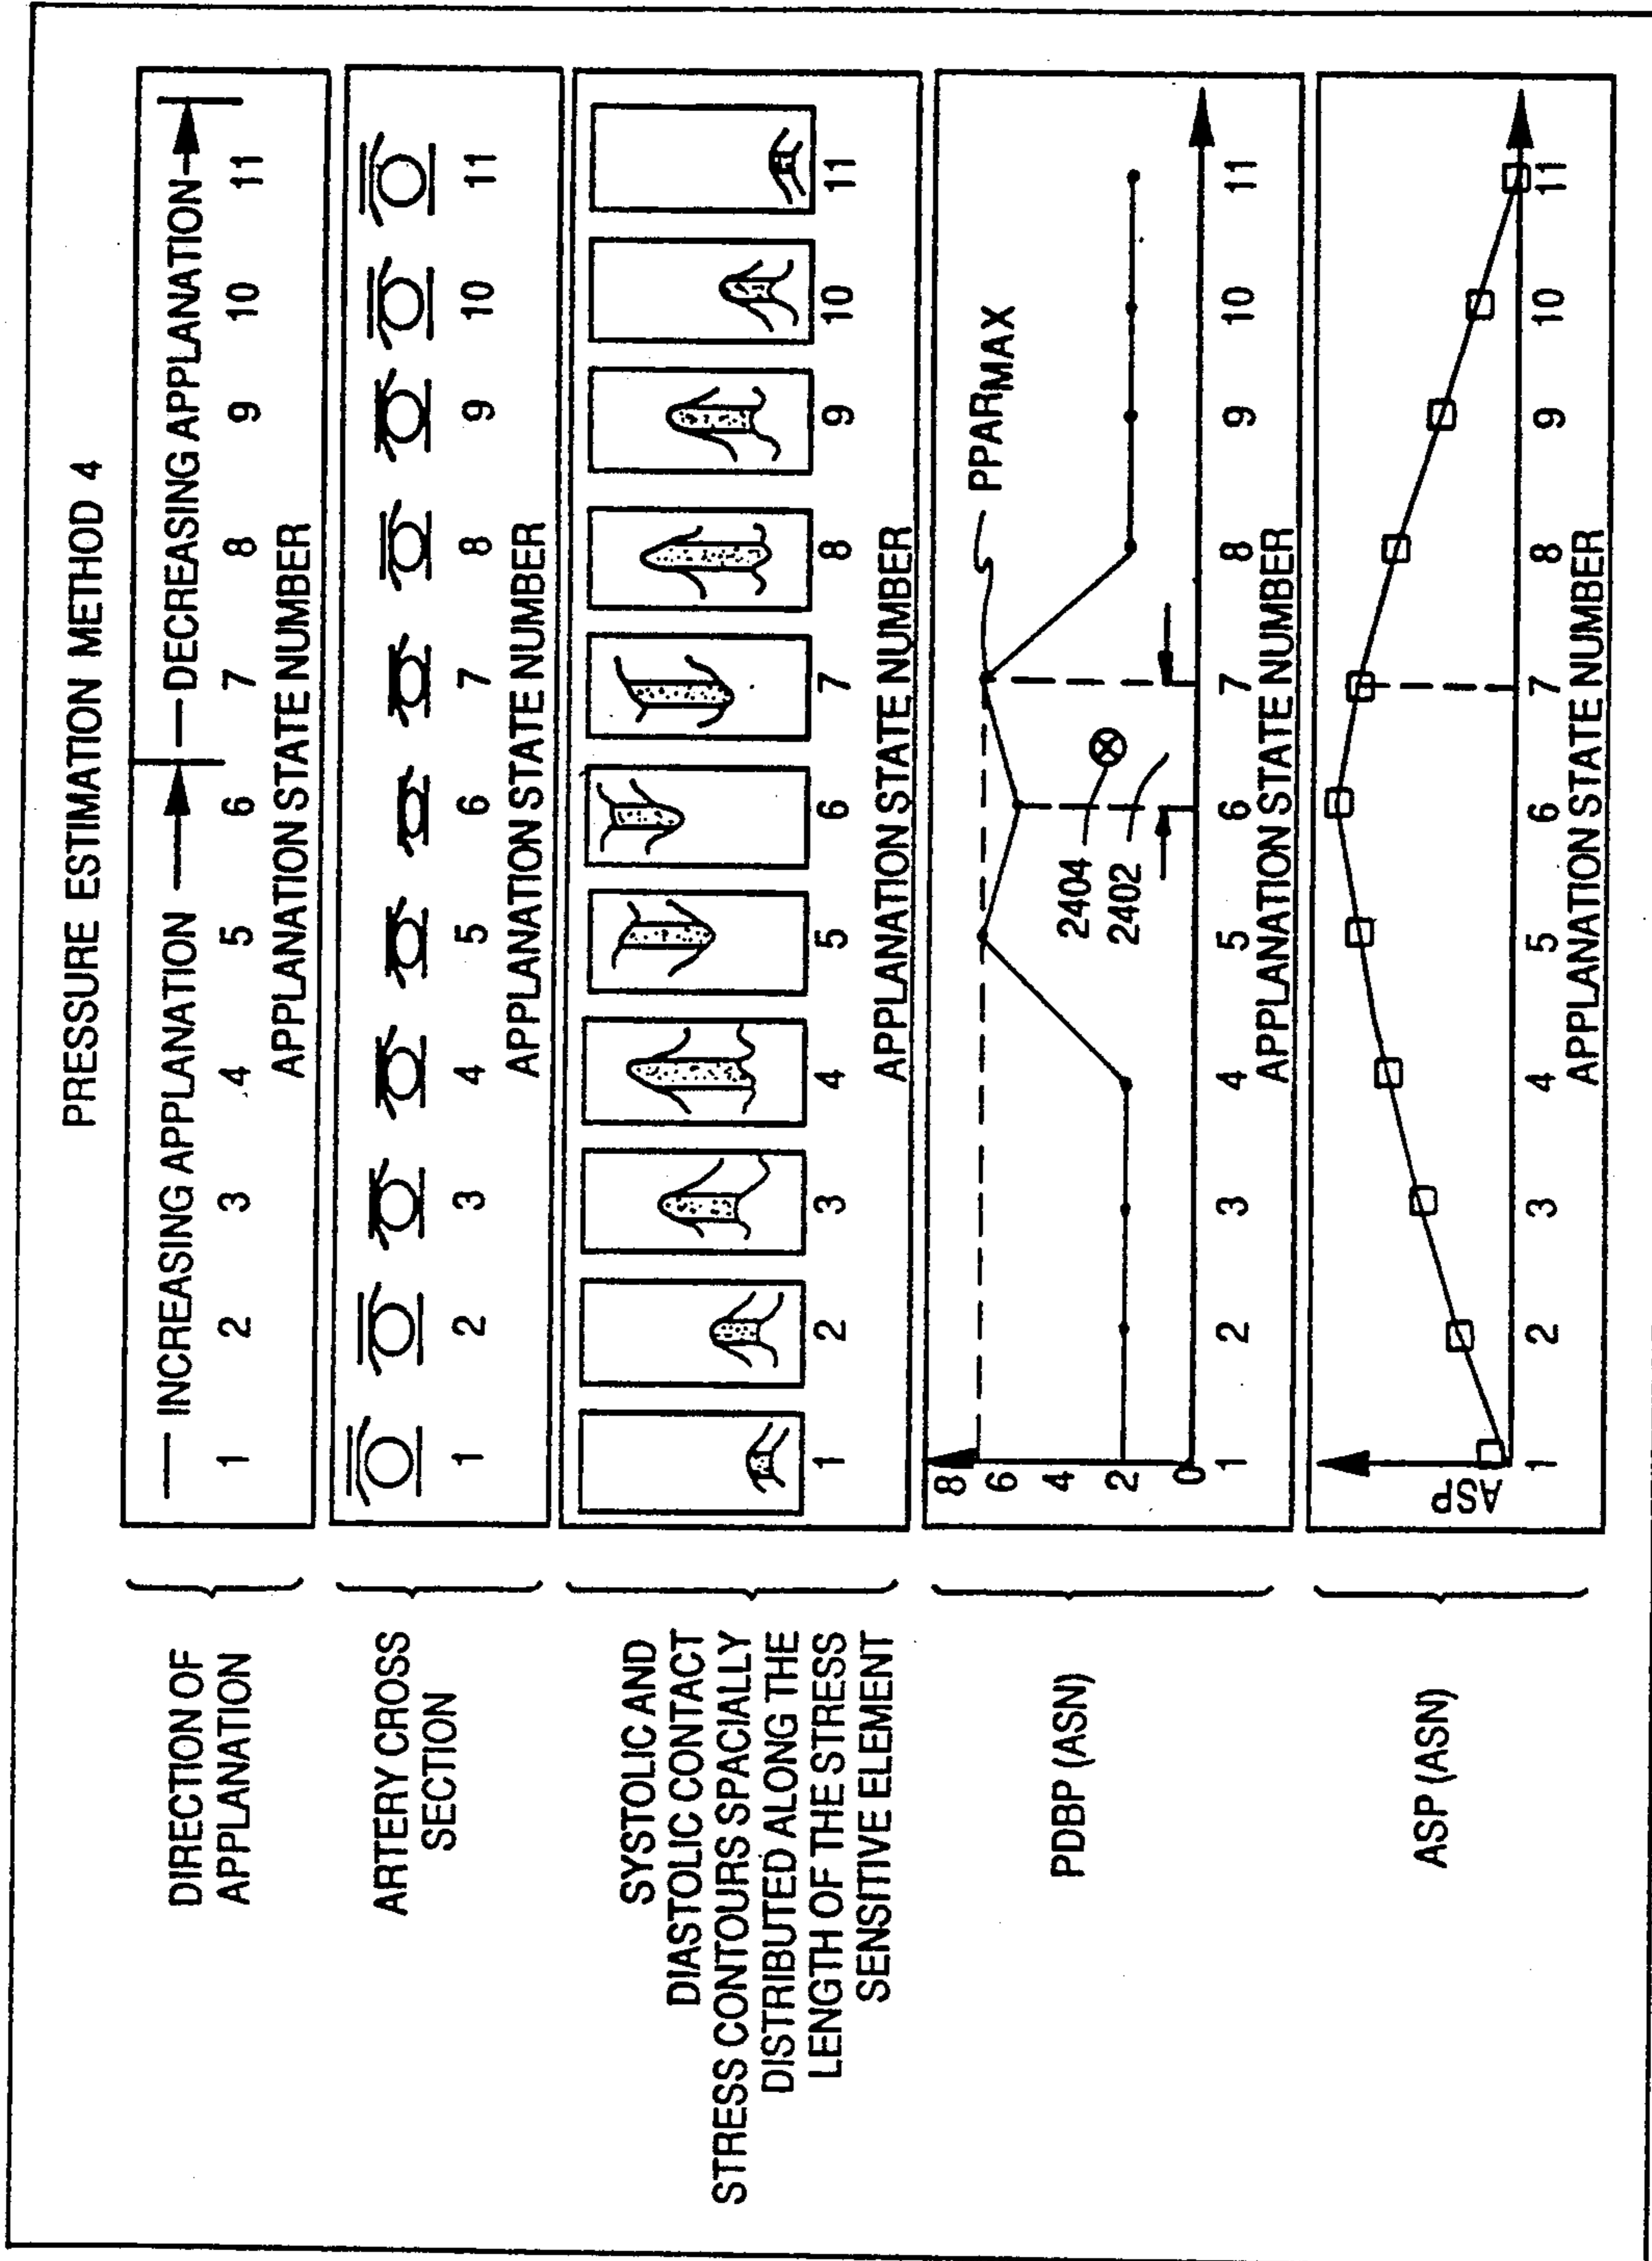 PRESSURE ESTIMATION METHOD 4
DIRECTION OF
APPLANATION
INCREASING APPLANATION
DECREASING APPLANATION
1 2 3 4 5 6 7 8 9 10 11
APPLANATION STATE NUMBER
ARTERY CROSS
SECTION
1 2 3 4 5 6 7 8 9 10 11
APPLANATION STATE NUMBER
SYSTOLIC AND
DIASTOLIC CONTACT
STRESS CONTOURS SPACIALLY
DISTRIBUTED ALONG THE
LENGTH OF THE STRESS
SENSITIVE ELEMENT
1 2 3 4 5 6 7 8 9 10 11
APPLANATION STATE NUMBER
PDBP (ASN)
8
6
4
2
0
PPARMAX
2404
2402
1 2 3 4 5 6 7 8 9 10 11
APPLANATION STATE NUMBER
ASP (ASN)
ASP
1 2 3 4 5 6 7 8 9 10 11
APPLANATION STATE NUMBER